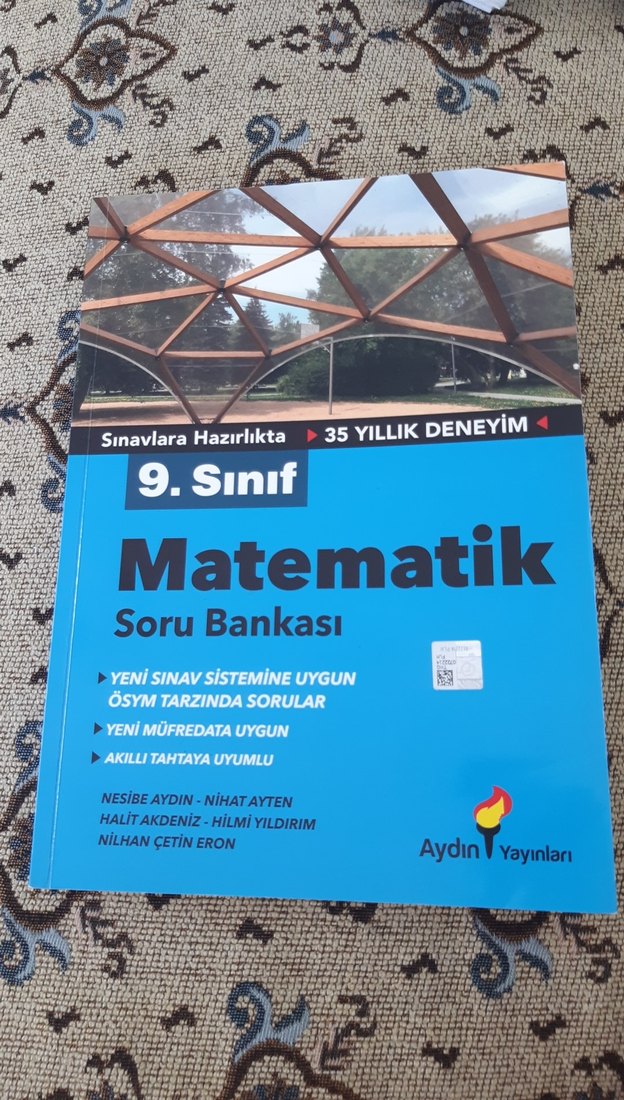 Sınavlara Hazırlıkta 35 YILLIK DENEYİM
9. Sınıf
Matematik
Soru Bankası
YENİ SINAV SİSTEMİNE UYGUN
ÖSYM TARZINDA SORULAR
YENİ MÜFREDATA UYGUN
AKILLI TAHTAYA UYUMLU
NESİBE AYDIN - NİHAT AYTEN
HALİT AKDENİZ - HİLMİ YILDIRIM
NİLHAN ÇETİN ERON
Aydın Yayınları